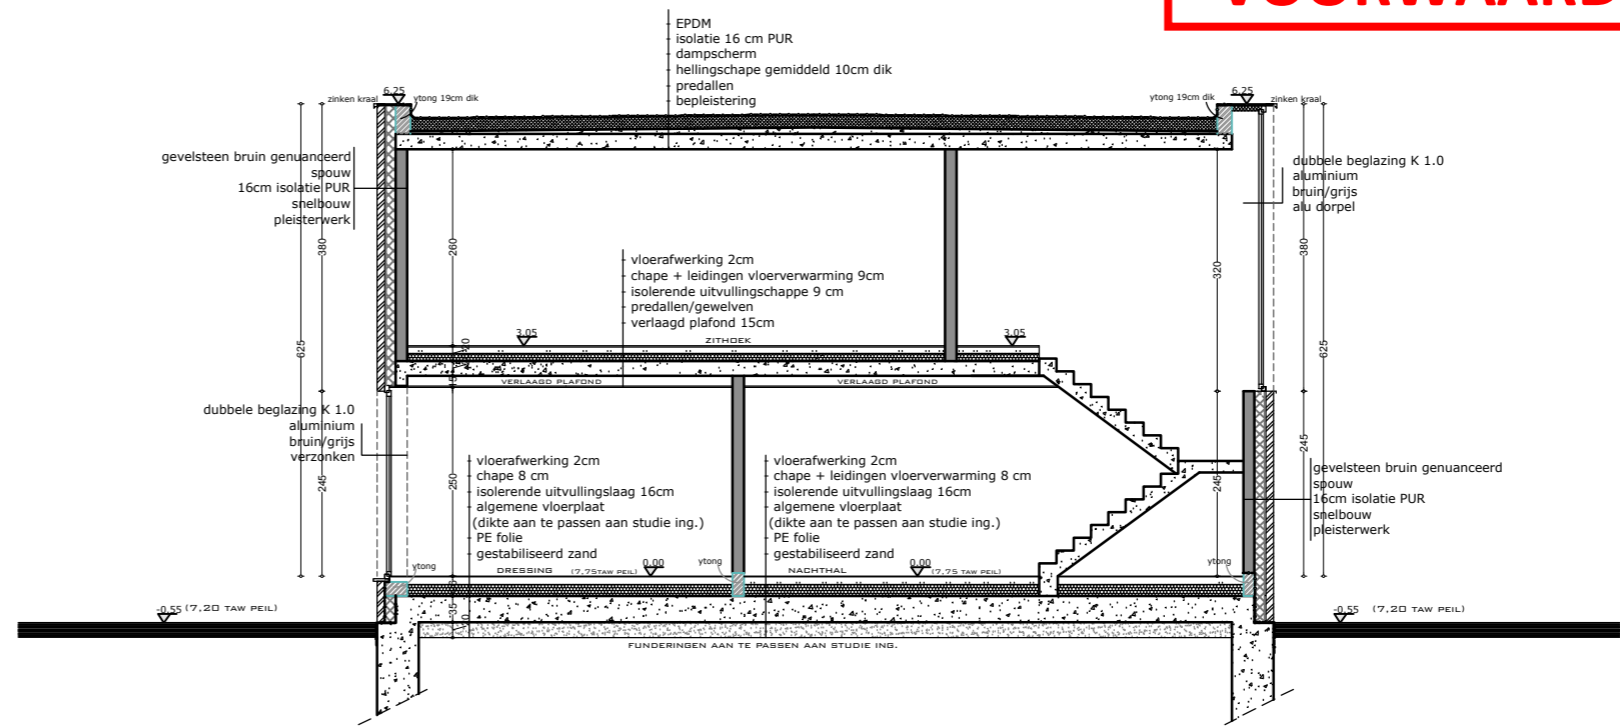 VOORWAARD
EPDM
isolatie 16 cm PUR
dampscherm
hellingschape gemiddeld 10cm dik
predallen
bepleistering
zinken kraal
6.25
ytong 19cm dik
ytong 19cm dik
6.25
zinken kraal
gevelsteen bruin genuanceerd
spouw
16cm isolatie PUR
snelbouw
pleisterwerk
dubbele beglazing K 1.0
aluminium
bruin/grijs
alu dorpel
625
380
260
320
380
625
vloerafwerking 2cm
chape + leidingen vloerverwarming 9cm
isolerende uitvullingschappe 9 cm
predallen/gewelven
verlaagd plafond 15cm
3.05
3.05
ZITHOEK
20
VERLAAGD PLAFOND
VERLAAGD PLAFOND
dubbele beglazing K 1.0
aluminium
bruin/grijs
verzonken
245
250
245
245
vloerafwerking 2cm
chape 8 cm
isolerende uitvullingslaag 16cm
algemene vloerplaat
(dikte aan te passen aan studie ing.)
PE folie
gestabiliseerd zand
vloerafwerking 2cm
chape + leidingen vloerverwarming 8 cm
isolerende uitvullingslaag 16cm
algemene vloerplaat
(dikte aan te passen aan studie ing.)
PE folie
gestabiliseerd zand
gevelsteen bruin genuanceerd
spouw
16cm isolatie PUR
snelbouw
pleisterwerk
ytong
DRESSING
(7,75TAW PEIL)
0.00
ytong
NACHTHAL
0.00
(7,75 TAW PEIL)
ytong
-0.55 (7,20 TAW PEIL)
35
-0.55 (7,20 TAW PEIL)
FUNDERINGEN AAN TE PASSEN AAN STUDIE ING.